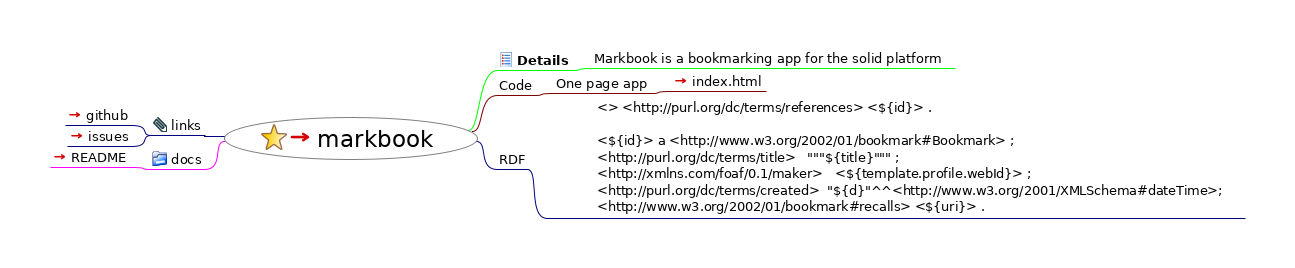 markbook
Details
Markbook is a bookmarking app for the solid platform
Code
One page app
index.html
RDF
<> <http://purl.org/dc/terms/references> <${id}> .
<${id}> a <http://www.w3.org/2002/01/bookmark#Bookmark> ;
<http://purl.org/dc/terms/title>   """${title}""" ;
<http://xmlns.com/foaf/0.1/maker>   <${template.profile.webId}> ;
<http://purl.org/dc/terms/created>  "${d}"^^<http://www.w3.org/2001/XMLSchema#dateTime>;
<http://www.w3.org/2002/01/bookmark#recalls> <${uri}> .
links
github
issues
docs
README